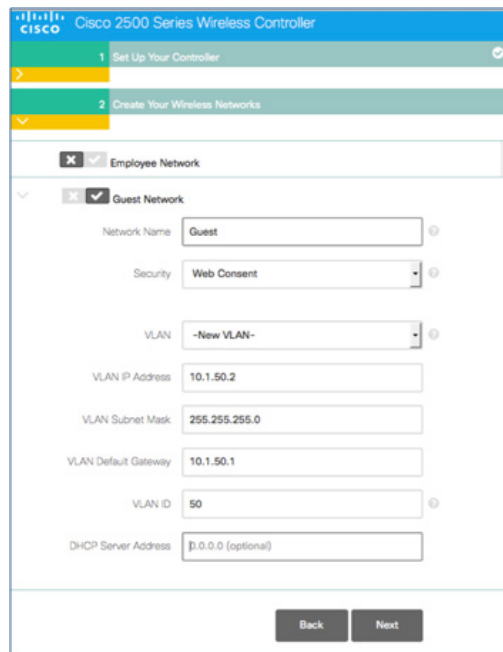 CISCO Cisco 2500 Series Wireless Controller
1 Set Up Your Controller
2 Create Your Wireless Networks
Employee Network
Guest Network
Network Name Guest
Security Web Consent
VLAN -New VLAN-
VLAN IP Address 10.1.50.2
VLAN Subnet Mask 255.255.255.0
VLAN Default Gateway 10.1.50.1
VLAN ID 50
DHCP Server Address 0.0.0.0 (optional)
Back Next